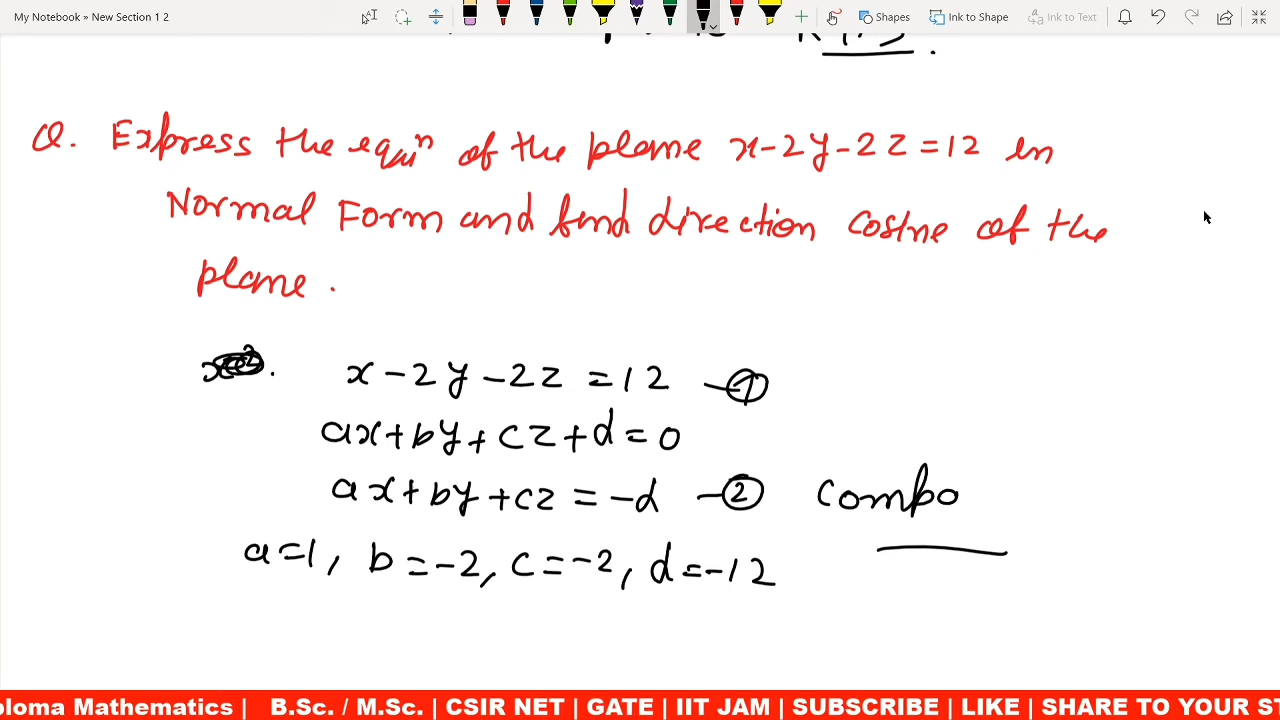 My Notebook » New Section 1 2
Shapes
Ink to Shape
Ink to Text
Q. Express the equn of the plane x-2y-2z=12 in
Normal Form and find direction cosine of the
plane.
x-2y-2z=12 -①
ax+by+cz+d=0
ax+by+cz=-d -② compo
a=1, b=-2, c=-2, d=-12
ploma Mathematics | B.Sc. / M.Sc. | CSIR NET | GATE | IIT JAM | SUBSCRIBE | LIKE | SHARE TO YOUR ST